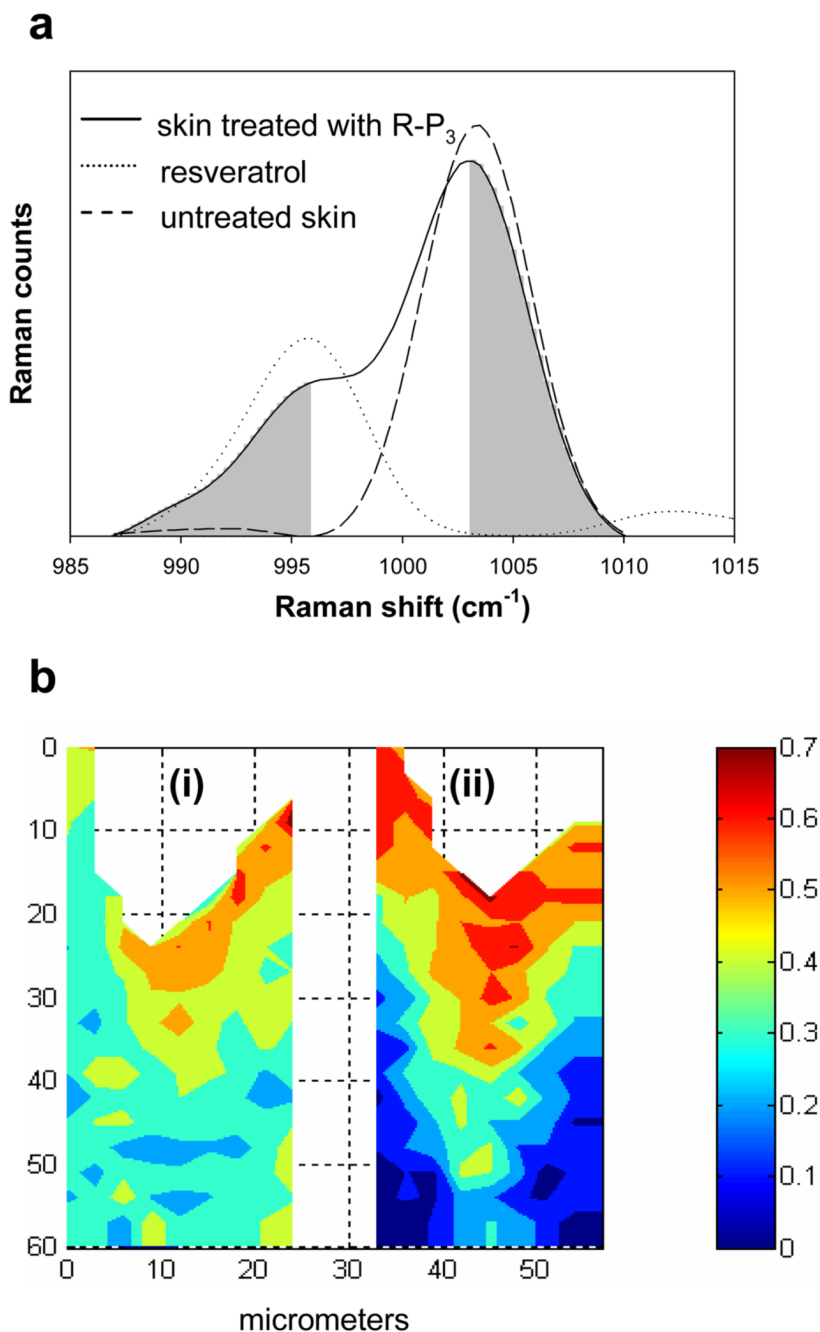 a
skin treated with R-P3
resveratrol
untreated skin
Raman counts
985 990 995 1000 1005 1010 1015
Raman shift (cm-1)
b
(i) (ii)
0
10
20
30
40
50
60
0 10 20 30 40 50
micrometers
0.7
0.6
0.5
0.4
0.3
0.2
0.1
0